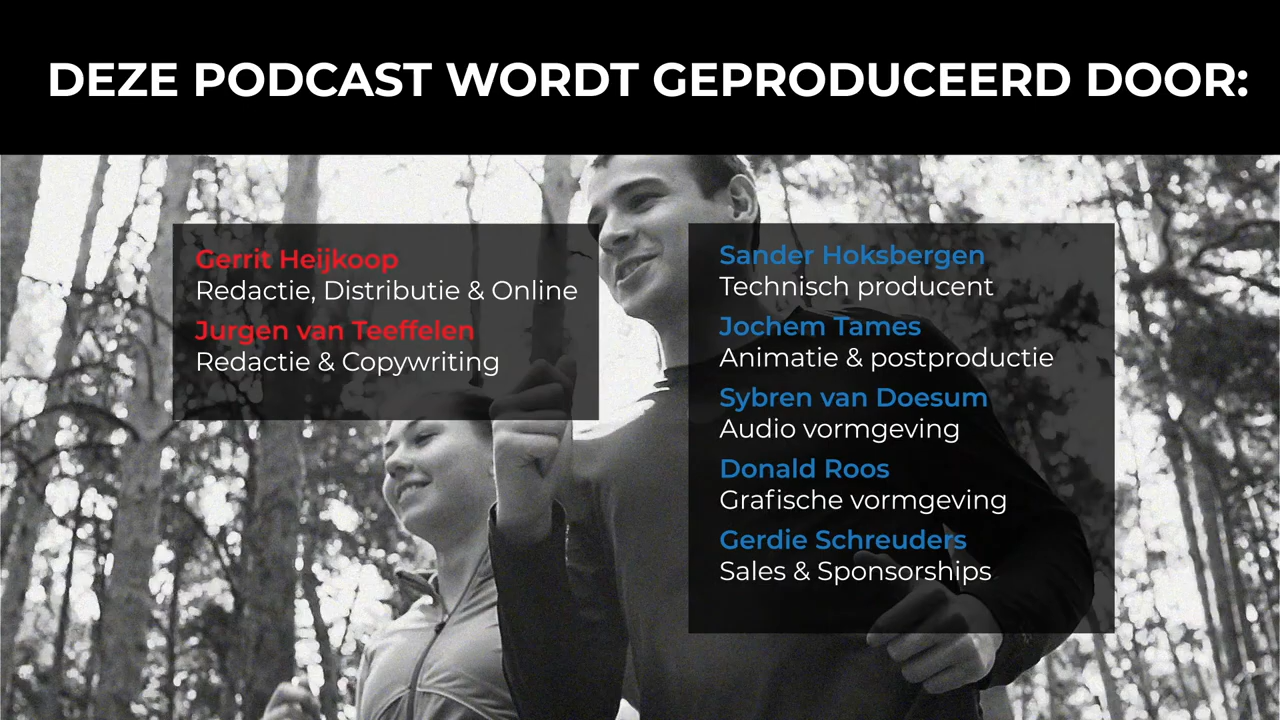 DEZE PODCAST WORDT GEPRODUCEERD DOOR:
Gerrit Heijkoop
Redactie, Distributie & Online
Jurgen van Teeffelen
Redactie & Copywriting
Sander Hoksbergen
Technisch producent
Jochem Tames
Animatie & postproductie
Sybren van Doesum
Audio vormgeving
Donald Roos
Grafische vormgeving
Gerdie Schreuders
Sales & Sponsorships